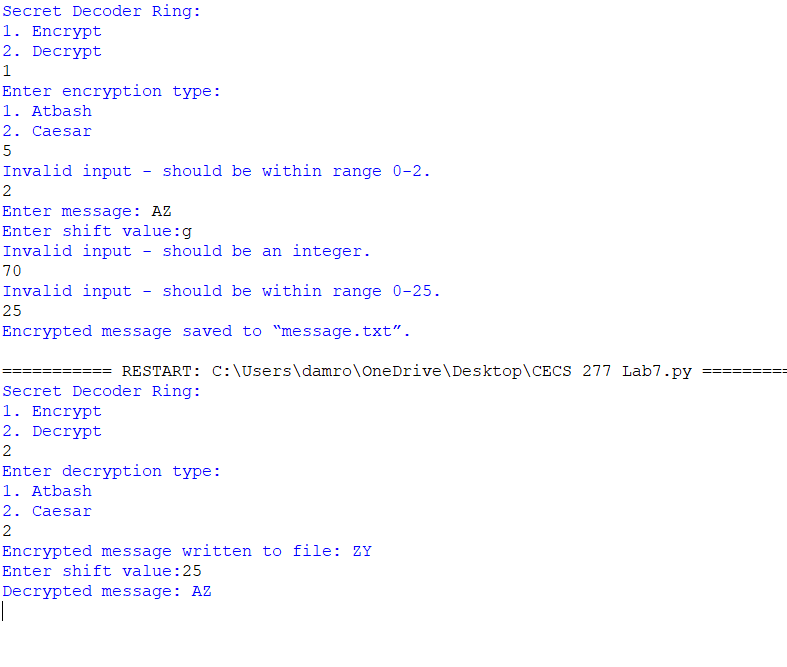 Secret Decoder Ring:
1. Encrypt
2. Decrypt
1
Enter encryption type:
1. Atbash
2. Caesar
5
Invalid input - should be within range 0-2.
2
Enter message: AZ
Enter shift value:g
Invalid input - should be an integer.
70
Invalid input - should be within range 0-25.
25
Encrypted message saved to “message.txt”.
=========== RESTART: C:\Users\damro\OneDrive\Desktop\CECS 277 Lab7.py =========
Secret Decoder Ring:
1. Encrypt
2. Decrypt
2
Enter decryption type:
1. Atbash
2. Caesar
2
Encrypted message written to file: ZY
Enter shift value:25
Decrypted message: AZ